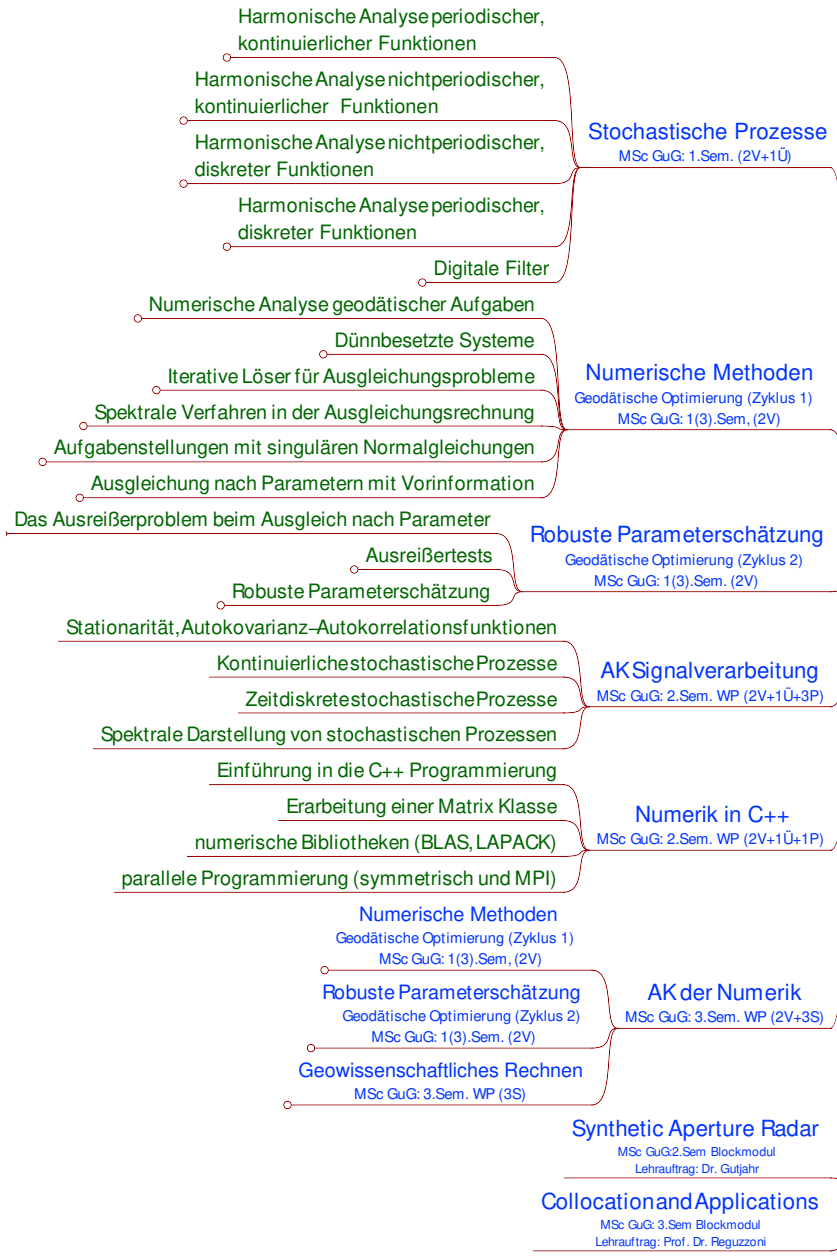 Harmonische Analyse periodischer,
kontinuierlicher Funktionen
Harmonische Analyse nichtperiodischer,
kontinuierlicher Funktionen
Harmonische Analyse nichtperiodischer,
diskreter Funktionen
Harmonische Analyse periodischer,
diskreter Funktionen
Digitale Filter
Stochastische Prozesse
MSc GuG: 1.Sem. (2V+1Ü)
Numerische Analyse geodätischer Aufgaben
Dünnbesetzte Systeme
Iterative Löser für Ausgleichungsprobleme
Spektrale Verfahren in der Ausgleichungsrechnung
Aufgabenstellungen mit singulären Normalgleichungen
Ausgleichung nach Parametern mit Vorinformation
Numerische Methoden
Geodätische Optimierung (Zyklus 1)
MSc GuG: 1(3).Sem, (2V)
Das Ausreißerproblem beim Ausgleich nach Parameter
Ausreißertests
Robuste Parameterschätzung
Robuste Parameterschätzung
Geodätische Optimierung (Zyklus 2)
MSc GuG: 1(3).Sem. (2V)
Stationarität, Autokovarianz–Autokorrelationsfunktionen
Kontinuierliche stochastische Prozesse
Zeitdiskrete stochastische Prozesse
Spektrale Darstellung von stochastischen Prozessen
AK Signalverarbeitung
MSc GuG: 2.Sem. WP (2V+1Ü+3P)
Einführung in die C++ Programmierung
Erarbeitung einer Matrix Klasse
numerische Bibliotheken (BLAS, LAPACK)
parallele Programmierung (symmetrisch und MPI)
Numerik in C++
MSc GuG: 2.Sem. WP (2V+1Ü+1P)
Numerische Methoden
Geodätische Optimierung (Zyklus 1)
MSc GuG: 1(3).Sem, (2V)
Robuste Parameterschätzung
Geodätische Optimierung (Zyklus 2)
MSc GuG: 1(3).Sem. (2V)
Geowissenschaftliches Rechnen
MSc GuG: 3.Sem. WP (3S)
AK der Numerik
MSc GuG: 3.Sem. WP (2V+3S)
Synthetic Aperture Radar
MSc GuG:2.Sem Blockmodul
Lehrauftrag: Dr. Gutjahr
Collocation and Applications
MSc GuG: 3.Sem Blockmodul
Lehrauftrag: Prof. Dr. Reguzzoni